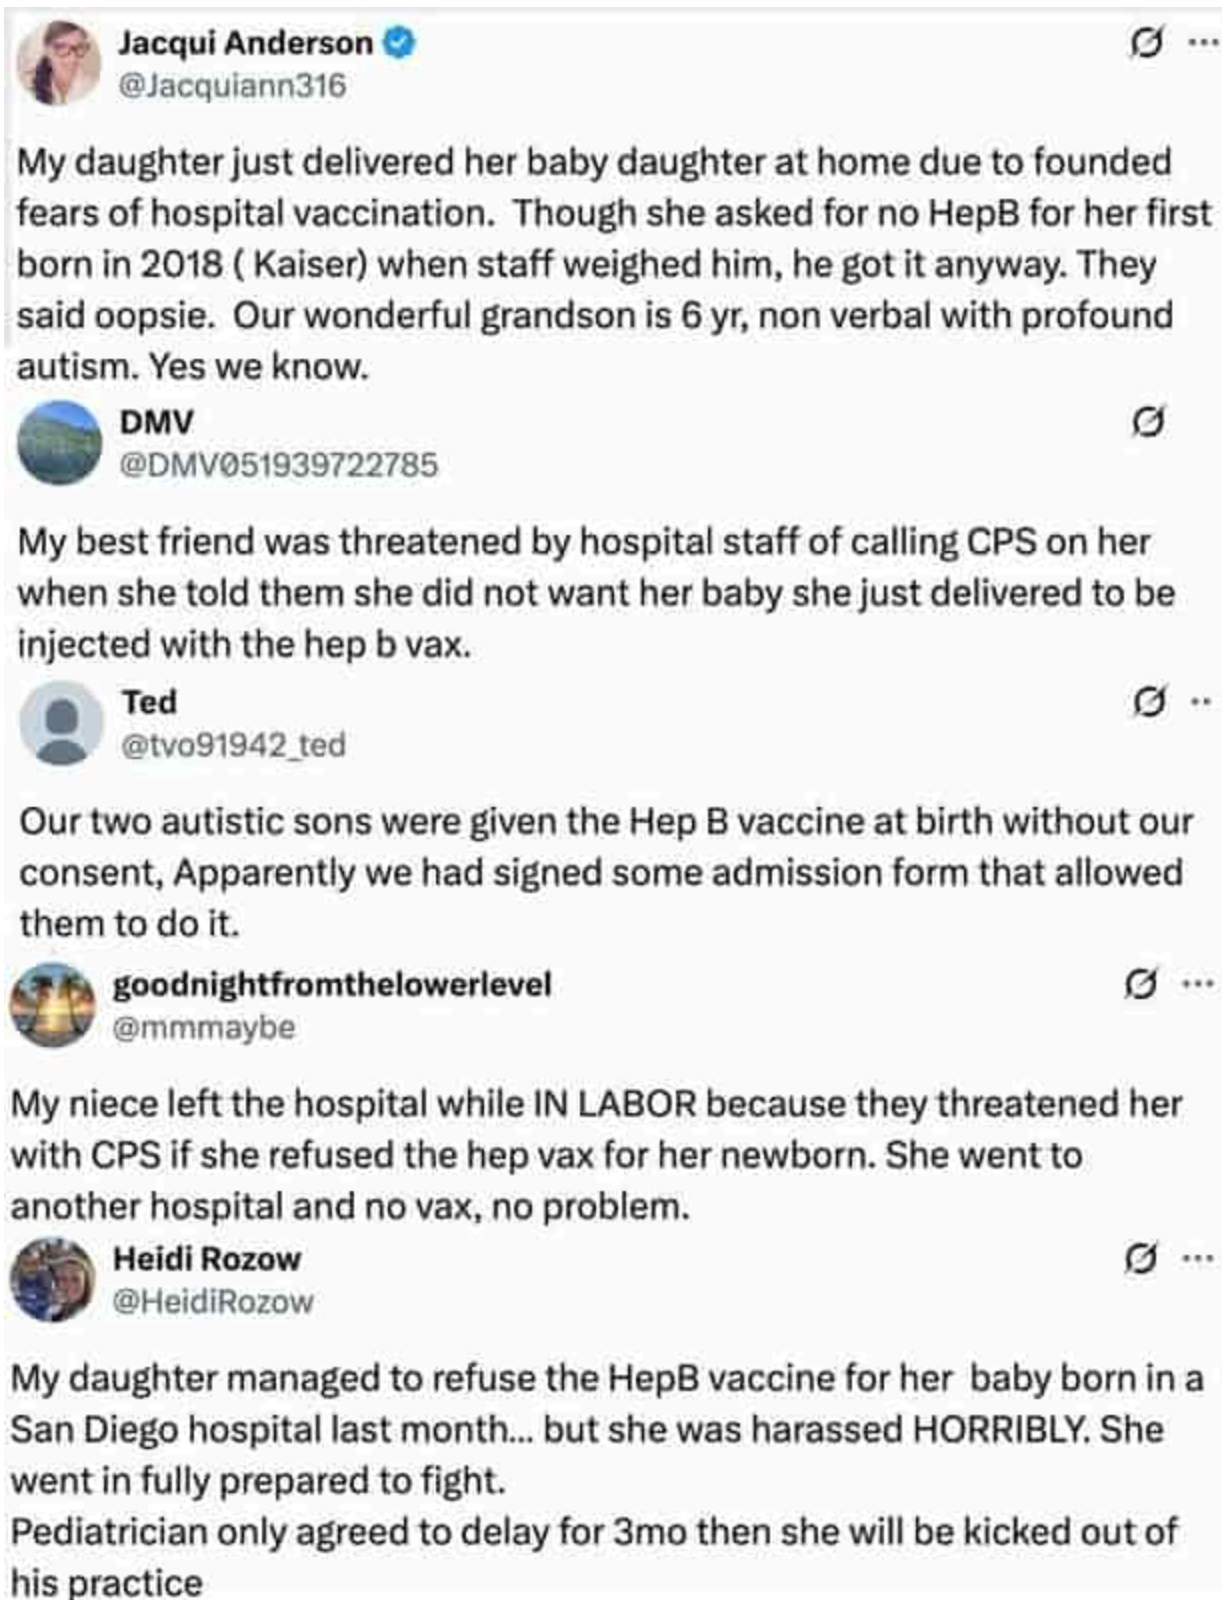 Jacqui Anderson
@Jacquiann316
My daughter just delivered her baby daughter at home due to founded
fears of hospital vaccination.  Though she asked for no HepB for her first
born in 2018 ( Kaiser) when staff weighed him, he got it anyway. They
said oopsie.  Our wonderful grandson is 6 yr, non verbal with profound
autism. Yes we know.
DMV
@DMV051939722785
My best friend was threatened by hospital staff of calling CPS on her
when she told them she did not want her baby she just delivered to be
injected with the hep b vax.
Ted
@tvo91942_ted
Our two autistic sons were given the Hep B vaccine at birth without our
consent, Apparently we had signed some admission form that allowed
them to do it.
goodnightfromthelowerlevel
@mmmaybe
My niece left the hospital while IN LABOR because they threatened her
with CPS if she refused the hep vax for her newborn. She went to
another hospital and no vax, no problem.
Heidi Rozow
@HeidiRozow
My daughter managed to refuse the HepB vaccine for her  baby born in a
San Diego hospital last month... but she was harassed HORRIBLY. She
went in fully prepared to fight.
Pediatrician only agreed to delay for 3mo then she will be kicked out of
his practice